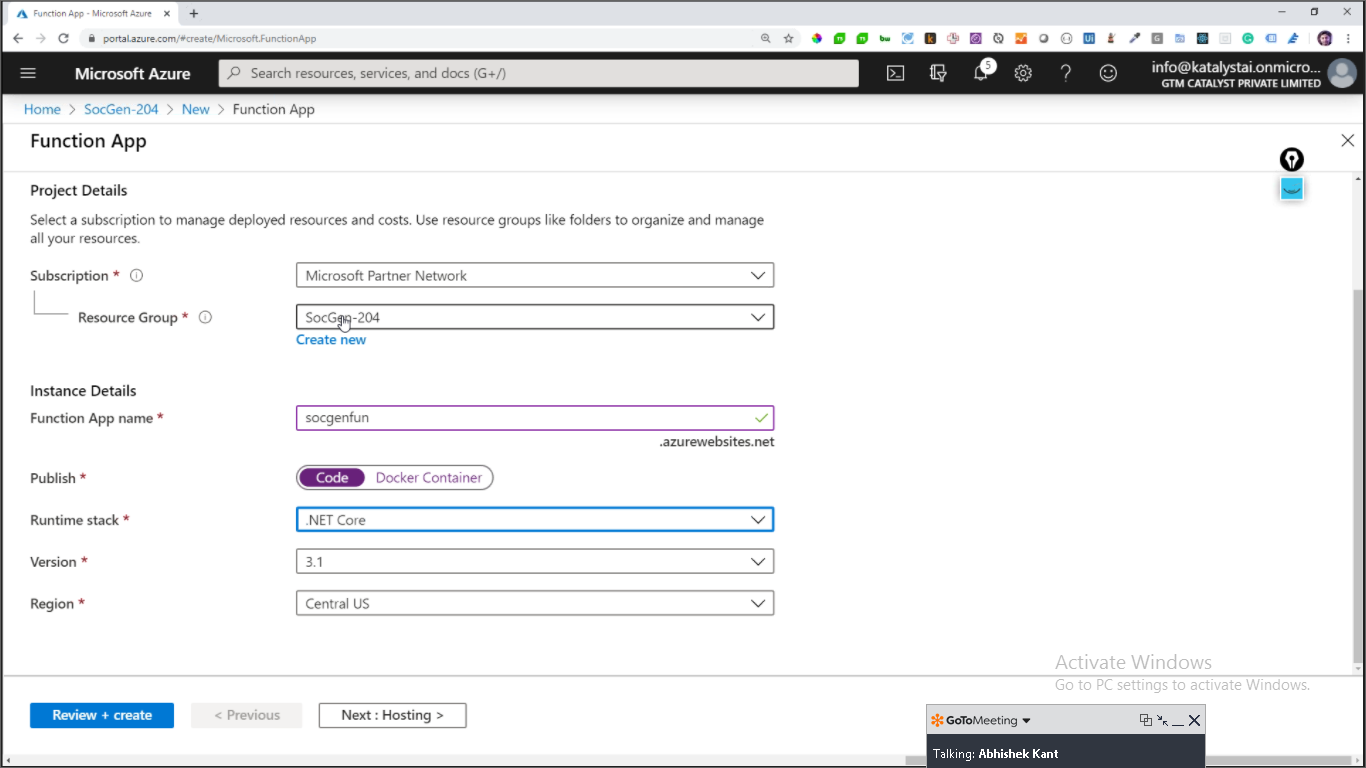 Function App - Microsoft Azure
portal.azure.com/#create/Microsoft.FunctionApp
Microsoft Azure
Search resources, services, and docs (G+/)
5
info@katalystai.onmicro...
GTM CATALYST PRIVATE LIMITED
Home > SocGen-204 > New > Function App
Function App
Project Details
Select a subscription to manage deployed resources and costs. Use resource groups like folders to organize and manage
all your resources.
Subscription *
Microsoft Partner Network
Resource Group *
SocGen-204
Create new
Instance Details
Function App name *
socgenfun
.azurewebsites.net
Publish *
Code Docker Container
Runtime stack *
.NET Core
Version *
3.1
Region *
Central US
Activate Windows
Go to PC settings to activate Windows.
Review + create
< Previous
Next : Hosting >
GoToMeeting
Talking: Abhishek Kant